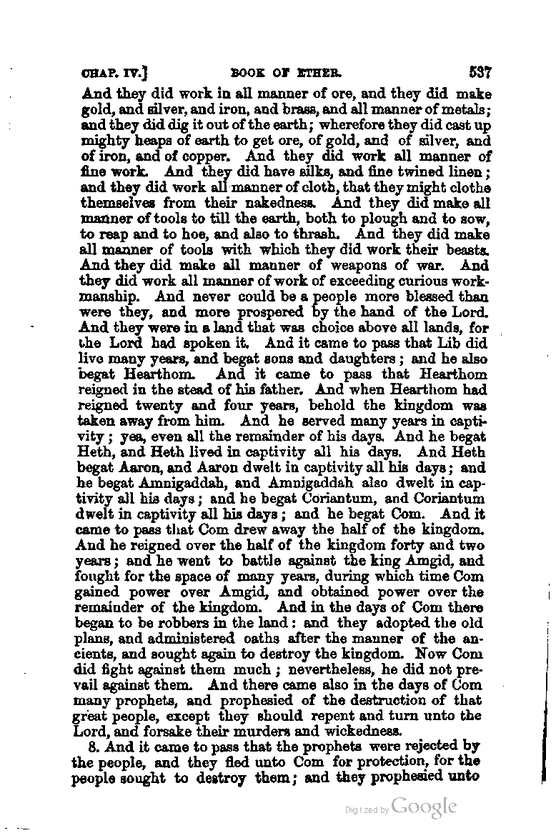 CHAP. IV.] BOOK OF ETHER. 537
And they did work in all manner of ore, and they did make
gold, and silver, and iron, and brass, and all manner of metals;
and they did dig it out of the earth; wherefore they did cast up
mighty heaps of earth to get ore, of gold, and of silver, and
of iron, and of copper. And they did work all manner of
fine work. And they did have silks, and fine twined linen;
and they did work all manner of cloth, that they might clothe
themselves from their nakedness. And they did make all
manner of tools to till the earth, both to plough and to sow,
to reap and to hoe, and also to thrash. And they did make
all manner of tools with which they did work their beasts.
And they did make all manner of weapons of war. And
they did work all manner of work of exceeding curious work-
manship. And never could be a people more blessed than
were they, and more prospered by the hand of the Lord.
And they were in a land that was choice above all lands, for
the Lord had spoken it. And it came to pass that Lib did
live many years, and begat sons and daughters; and he also
begat Hearthom. And it came to pass that Hearthom
reigned in the stead of his father. And when Hearthom had
reigned twenty and four years, behold the kingdom was
taken away from him. And he served many years in capti-
vity; yea, even all the remainder of his days. And he begat
Heth, and Heth lived in captivity all his days. And Heth
begat Aaron, and Aaron dwelt in captivity all his days; and
he begat Amnigaddah, and Amnigaddah also dwelt in cap-
tivity all his days; and he begat Coriantum, and Coriantum
dwelt in captivity all his days; and he begat Com. And it
came to pass that Com drew away the half of the kingdom.
And he reigned over the half of the kingdom forty and two
years; and he went to battle against the king Amgid, and
fought for the space of many years, during which time Com
gained power over Amgid, and obtained power over the
remainder of the kingdom. And in the days of Com there
began to be robbers in the land: and they adopted the old
plans, and administered oaths after the manner of the an-
cients, and sought again to destroy the kingdom. Now Com
did fight against them much; nevertheless, he did not pre-
vail against them. And there came also in the days of Com
many prophets, and prophesied of the destruction of that
great people, except they should repent and turn unto the
Lord, and forsake their murders and wickedness.
8. And it came to pass that the prophets were rejected by
the people, and they fled unto Com for protection, for the
people sought to destroy them; and they prophesied unto
Digitized by Google